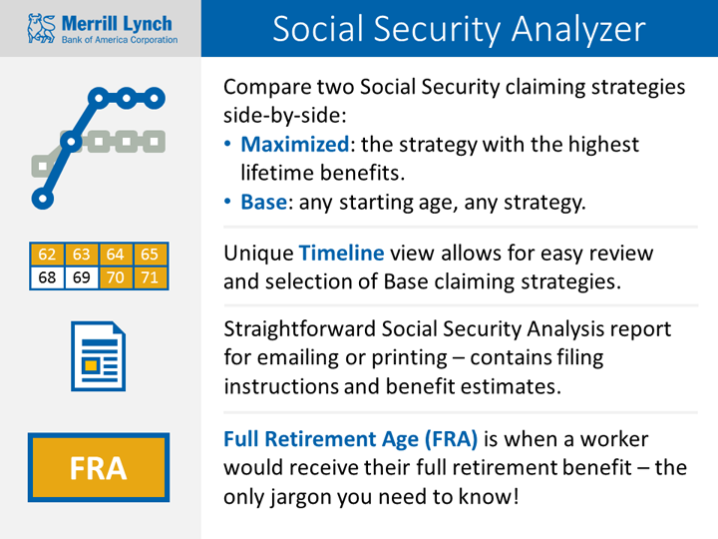 Merrill Lynch
Bank of America Corporation
Social Security Analyzer
Compare two Social Security claiming strategies
side-by-side:
• Maximized: the strategy with the highest
lifetime benefits.
• Base: any starting age, any strategy.
62 63 64 65
68 69 70 71
Unique Timeline view allows for easy review
and selection of Base claiming strategies.
Straightforward Social Security Analysis report
for emailing or printing – contains filing
instructions and benefit estimates.
FRA
Full Retirement Age (FRA) is when a worker
would receive their full retirement benefit – the
only jargon you need to know!